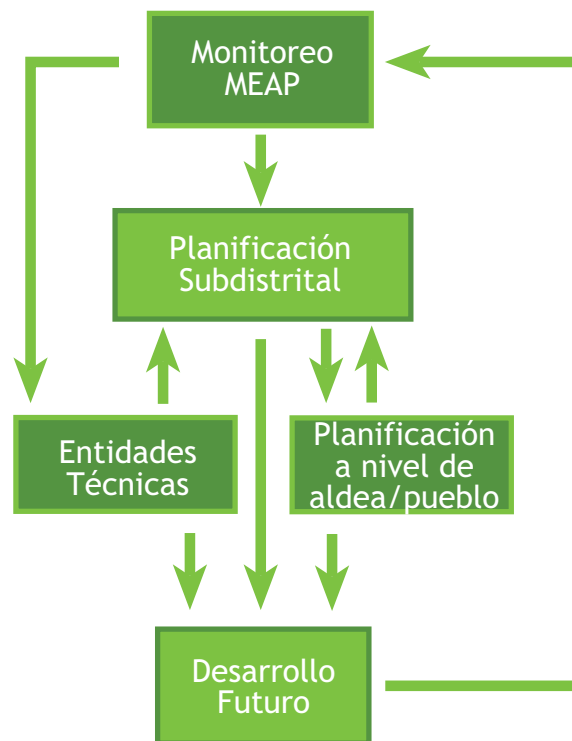 Monitoreo
MEAP
Planificación
Subdistrital
Entidades
Técnicas
Planificación
a nivel de
aldea/pueblo
Desarrollo
Futuro